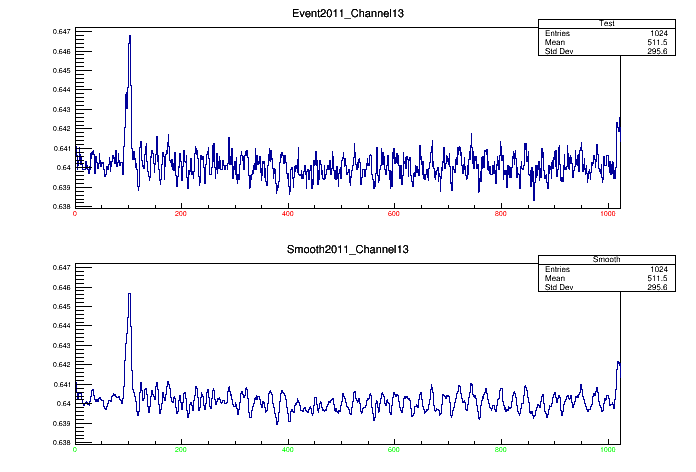 Event2011_Channel13
Test
Entries 1024
Mean 511.5
Std Dev 295.6
0.647
0.646
0.645
0.644
0.643
0.642
0.641
0.64
0.639
0.638
0 200 400 600 800 1000
Smooth2011_Channel13
Smooth
Entries 1024
Mean 511.5
Std Dev 295.6
0.647
0.646
0.645
0.644
0.643
0.642
0.641
0.64
0.639
0.638
0 200 400 600 800 1000